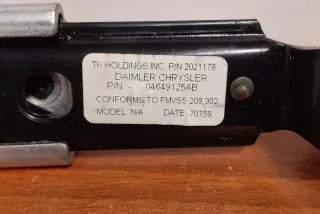 TK HOLDINGS INC. P/N 2021178
DAIMLER CHRYSLER
P/N - 04649125AB
CONFORMS TO FMVSS 209,302
MODEL N/A DATE 70759